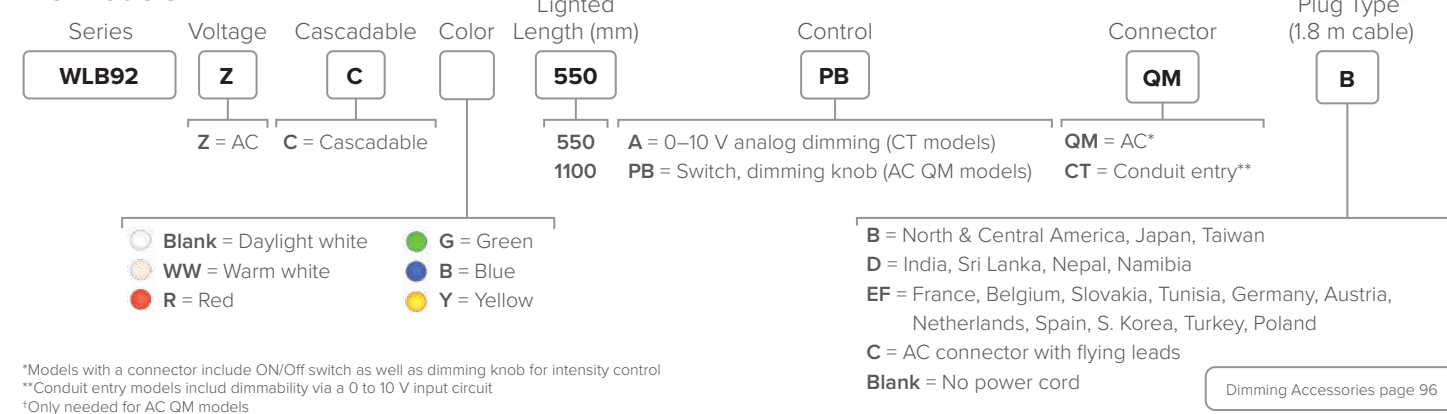 Lighted
Plug Type†
Series Voltage Cascadable Color Length (mm) Control Connector (1.8 m cable)
WLB92 Z C 550 PB QM B
Z = AC C = Cascadable 550 A = 0–10 V analog dimming (CT models) QM = AC*
1100 PB = Switch, dimming knob (AC QM models) CT = Conduit entry**
Blank = Daylight white G = Green
WW = Warm white B = Blue
R = Red Y = Yellow
B = North & Central America, Japan, Taiwan
D = India, Sri Lanka, Nepal, Namibia
EF = France, Belgium, Slovakia, Tunisia, Germany, Austria,
Netherlands, Spain, S. Korea, Turkey, Poland
C = AC connector with flying leads
Blank = No power cord
*Models with a connector include ON/Off switch as well as dimming knob for intensity control
**Conduit entry models includ dimmability via a 0 to 10 V input circuit
†Only needed for AC QM models
Dimming Accessories page 96